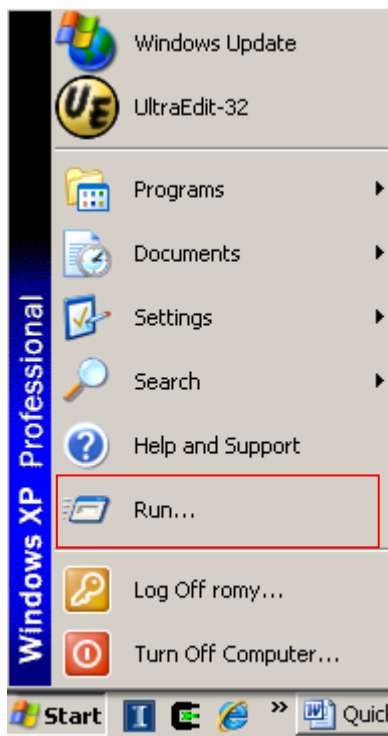 Windows Update
UE
UltraEdit-32
Programs
Documents
Settings
Search
Help and Support
Run...
Log Off romy...
Turn Off Computer...
Windows XP Professional
Start